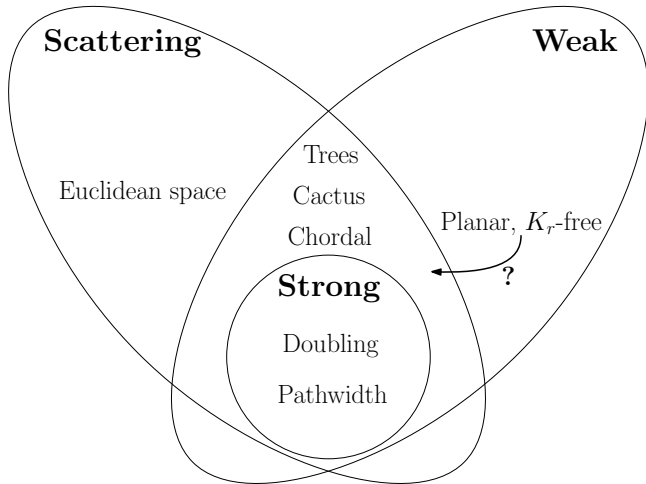 Scattering
Weak
Trees
Euclidean space
Cactus
Planar, K_r-free
Chordal
?
Strong
Doubling
Pathwidth